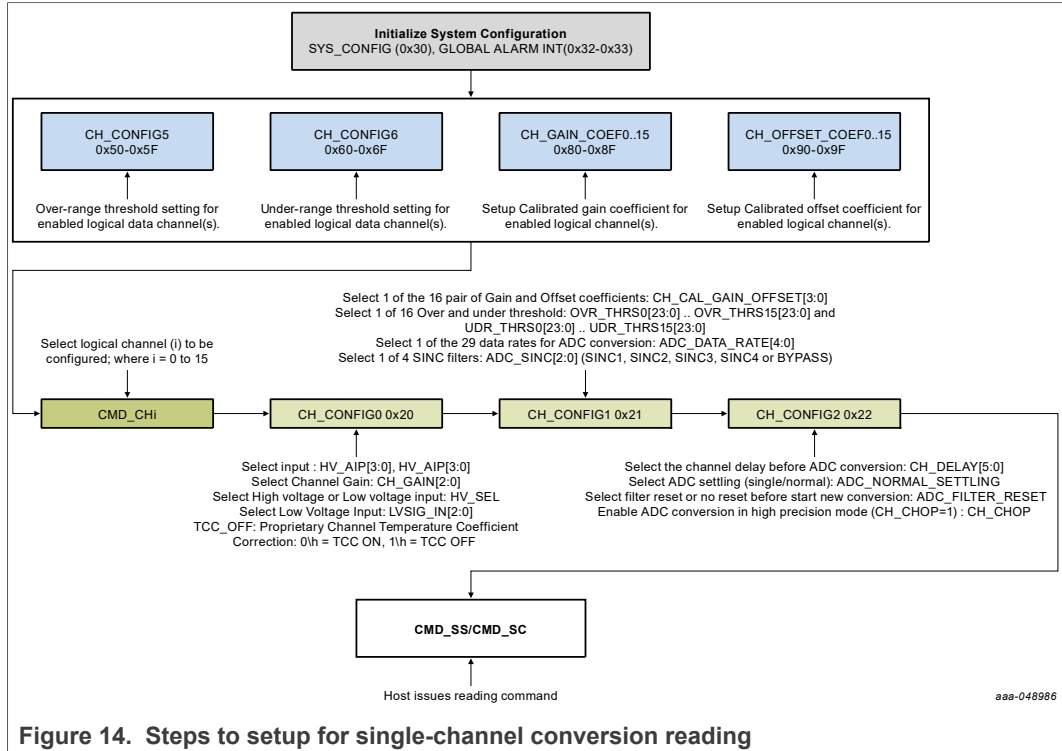 Initialize System Configuration
SYS_CONFIG (0x30), GLOBAL ALARM INT(0x32-0x33)
CH_CONFIG5
0x50-0x5F
CH_CONFIG6
0x60-0x6F
CH_GAIN_COEF0..15
0x80-0x8F
CH_OFFSET_COEF0..15
0x90-0x9F
Over-range threshold setting for
enabled logical data channel(s).
Under-range threshold setting for
enabled logical data channel(s).
Setup Calibrated gain coefficient for
enabled logical channel(s).
Setup Calibrated offset coefficient for
enabled logical channel(s).
Select 1 of the 16 pair of Gain and Offset coefficients: CH_CAL_GAIN_OFFSET[3:0]
Select 1 of 16 Over and under threshold: OVR_THRS0[23:0] .. OVR_THRS15[23:0] and
UDR_THRS0[23:0] .. UDR_THRS15[23:0]
Select 1 of the 29 data rates for ADC conversion: ADC_DATA_RATE[4:0]
Select 1 of 4 SINC filters: ADC_SINC[2:0] (SINC1, SINC2, SINC3, SINC4 or BYPASS)
Select logical channel (i) to be
configured; where i = 0 to 15
CMD_CHi
CH_CONFIG0 0x20
CH_CONFIG1 0x21
CH_CONFIG2 0x22
Select input : HV_AIP[3:0], HV_AIP[3:0]
Select Channel Gain: CH_GAIN[2:0]
Select High voltage or Low voltage input: HV_SEL
Select Low Voltage Input: LVSIG_IN[2:0]
TCC_OFF: Proprietary Channel Temperature Coefficient
Correction: 0\h = TCC ON, 1\h = TCC OFF
Select the channel delay before ADC conversion: CH_DELAY[5:0]
Select ADC settling (single/normal): ADC_NORMAL_SETTLING
Select filter reset or no reset before start new conversion: ADC_FILTER_RESET
Enable ADC conversion in high precision mode (CH_CHOP=1) : CH_CHOP
CMD_SS/CMD_SC
Host issues reading command
aaa-048986
Figure 14. Steps to setup for single-channel conversion reading